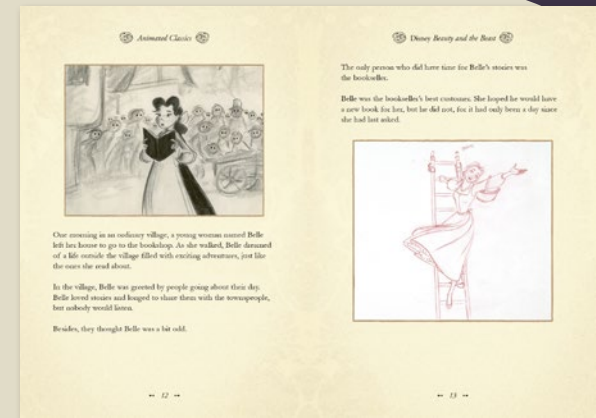 Animated Classics
One morning in an ordinary village, a young woman named Belle
left her house to go to the bookshop. As she walked, Belle dreamed
of a life outside the village filled with exciting adventures, just like
the ones she read about.
In the village, Belle was greeted by people going about their day.
Belle loved stories and longed to share them with the townspeople,
but nobody would listen.
Besides, they thought Belle was a bit odd.
12
Disney Beauty and the Beast
The only person who did have time for Belle's stories was
the bookseller.
Belle was the bookseller's best customer. She hoped he would have
a new book for her, but he did not, for it had only been a day since
she had last asked.
13